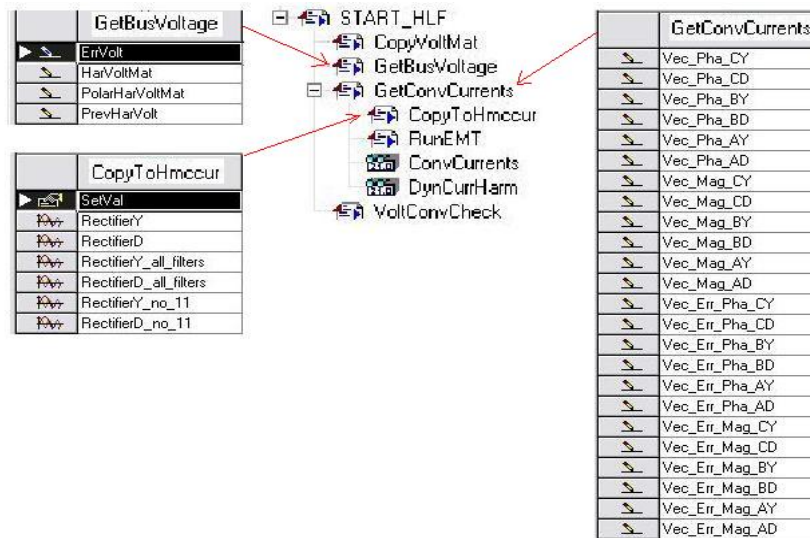 GetBusVoltage
ErrVolt
HarVoltMat
PolarHarVoltMat
PrevHarVolt
CopyToHmccur
SetVal
RectifierY
RectifierD
RectifierY_all_filters
RectifierD_all_filters
RectifierY_no_11
RectifierD_no_11
START_HLF
CopyVoltMat
GetBusVoltage
GetConvCurrents
CopyToHmccur
RunEMT
ConvCurrents
DynCurrHarm
VoltConvCheck
GetConvCurrents
Vec_Pha_CY
Vec_Pha_CD
Vec_Pha_BY
Vec_Pha_BD
Vec_Pha_AY
Vec_Pha_AD
Vec_Mag_CY
Vec_Mag_CD
Vec_Mag_BY
Vec_Mag_BD
Vec_Mag_AY
Vec_Mag_AD
Vec_Err_Pha_CY
Vec_Err_Pha_CD
Vec_Err_Pha_BY
Vec_Err_Pha_BD
Vec_Err_Pha_AY
Vec_Err_Pha_AD
Vec_Err_Mag_CY
Vec_Err_Mag_CD
Vec_Err_Mag_BY
Vec_Err_Mag_BD
Vec_Err_Mag_AY
Vec_Err_Mag_AD